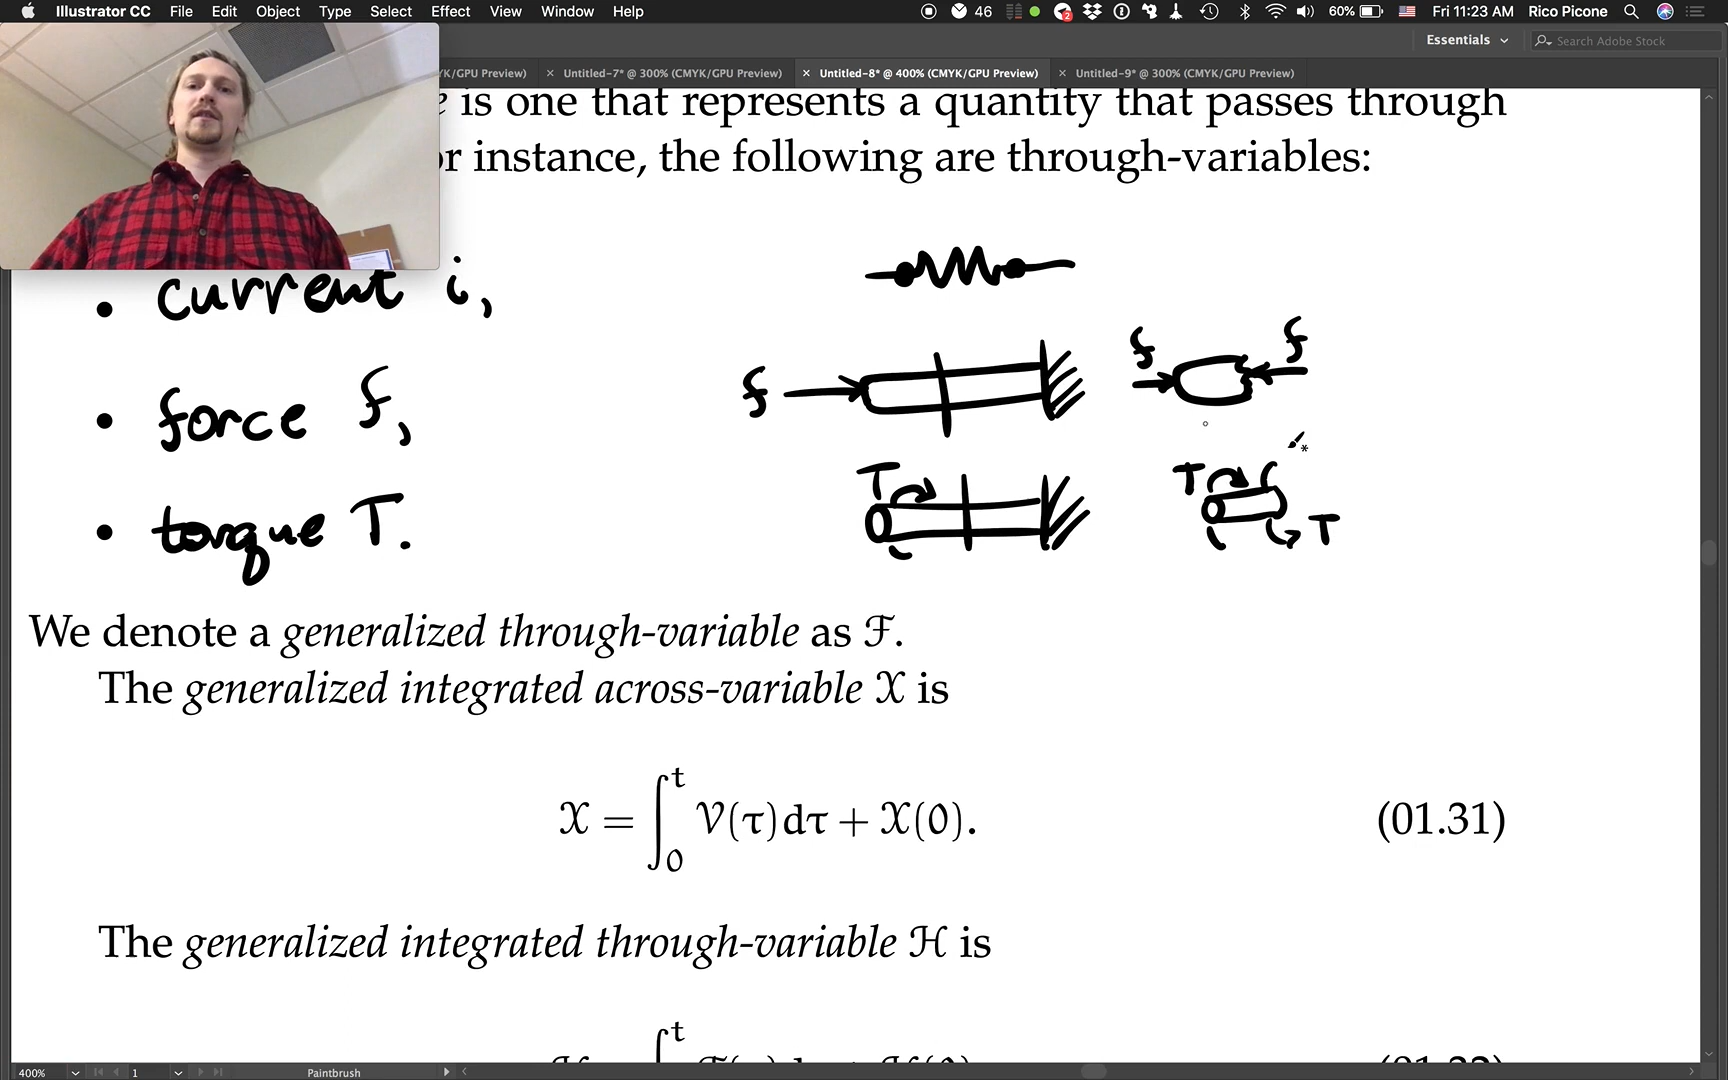 Illustrator CC File Edit Object Type Select Effect View Window Help 46 2 60% Fri 11:23 AM Rico Picone
Essentials Search Adobe Stock
YK/GPU Preview) × Untitled-7* @ 300% (CMYK/GPU Preview) × Untitled-8* @ 400% (CMYK/GPU Preview) × Untitled-9* @ 300% (CMYK/GPU Preview)
is one that represents a quantity that passes through
or instance, the following are through-variables:
• current i,
f f
• force f, f
T T
• torque T. T
We denote a generalized through-variable as ℱ.
The generalized integrated across-variable 𝒳 is
𝒳 = ∫₀ᵗ 𝒱(τ)dτ + 𝒳(0). (01.31)
The generalized integrated through-variable ℋ is
400% 1 Paintbrush